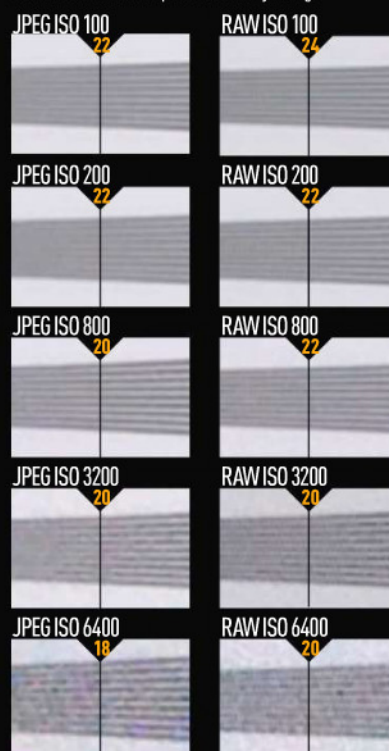 JPEG ISO 100 RAW ISO 100
22 24
JPEG ISO 200 RAW ISO 200
22 22
JPEG ISO 800 RAW ISO 800
20 22
JPEG ISO 3200 RAW ISO 3200
20 20
JPEG ISO 6400 RAW ISO 6400
18 20